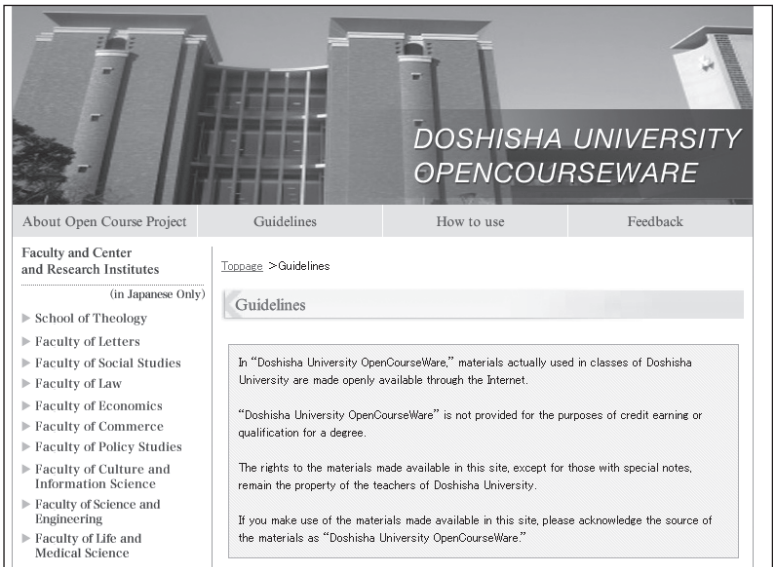 DOSHISHA UNIVERSITY
OPENCOURSEWARE
About Open Course Project
Guidelines
How to use
Feedback
Faculty and Center
and Research Institutes
(in Japanese Only)
School of Theology
Faculty of Letters
Faculty of Social Studies
Faculty of Law
Faculty of Economics
Faculty of Commerce
Faculty of Policy Studies
Faculty of Culture and
Information Science
Faculty of Science and
Engineering
Faculty of Life and
Medical Science
Toppage >Guidelines
Guidelines
In “Doshisha University OpenCourseWare,” materials actually used in classes of Doshisha
University are made openly available through the Internet.
“Doshisha University OpenCourseWare” is not provided for the purposes of credit earning or
qualification for a degree.
The rights to the materials made available in this site, except for those with special notes,
remain the property of the teachers of Doshisha University.
If you make use of the materials made available in this site, please acknowledge the source of
the materials as “Doshisha University OpenCourseWare.”